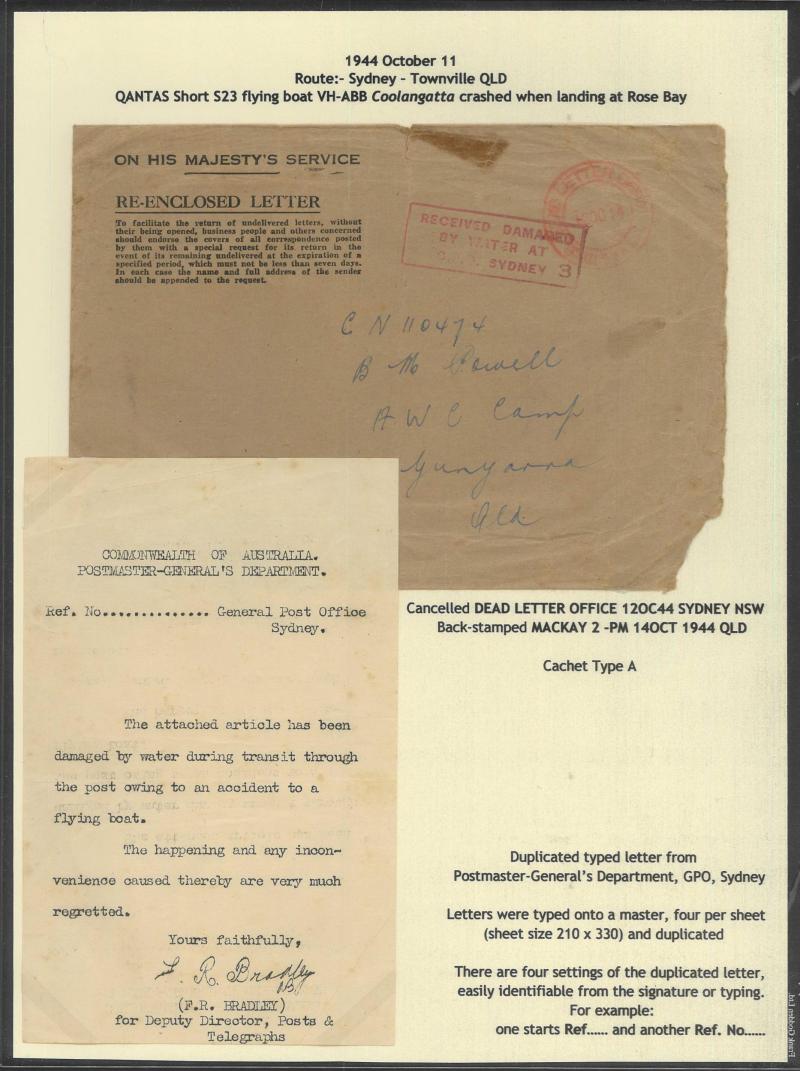 1944 October 11
Route:- Sydney - Townville QLD
QANTAS Short S23 flying boat VH-ABB Coolangatta crashed when landing at Rose Bay
ON HIS MAJESTY'S SERVICE
RE-ENCLOSED LETTER
To facilitate the return of undelivered letters, without
their being opened, business people and others concerned
should endorse the covers of all correspondence posted
by them with a special request for its return in the
event of its remaining undelivered at the expiration of a
specified period, which must not be less than seven days.
In each case the name and full address of the sender
should be appended to the request.
RECEIVED DAMAGED
BY WATER AT
SYDNEY 3
LETTER
C N 110474
B M Powell
A W C Camp
Yungarra
Qld
COMMONWEALTH OF AUSTRALIA.
POSTMASTER-GENERAL'S DEPARTMENT.
Ref. No.............. General Post Office
Sydney.
The attached article has been
damaged by water during transit through
the post owing to an accident to a
flying boat.
The happening and any incon-
venience caused thereby are very much
regretted.
Yours faithfully,
F. R. Bradley
(F.R. BRADLEY)
for Deputy Director, Posts &
Telegraphs
Cancelled DEAD LETTER OFFICE 12OC44 SYDNEY NSW
Back-stamped MACKAY 2 -PM 14OCT 1944 QLD
Cachet Type A
Duplicated typed letter from
Postmaster-General's Department, GPO, Sydney
Letters were typed onto a master, four per sheet
(sheet size 210 x 330) and duplicated
There are four settings of the duplicated letter,
easily identifiable from the signature or typing.
For example:
one starts Ref...... and another Ref. No......